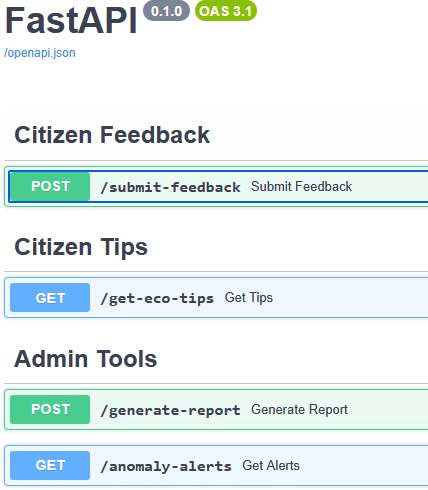 FastAPI 0.1.0 OAS 3.1
/openapi.json
Citizen Feedback
POST /submit-feedback Submit Feedback
Citizen Tips
GET /get-eco-tips Get Tips
Admin Tools
POST /generate-report Generate Report
GET /anomaly-alerts Get Alerts